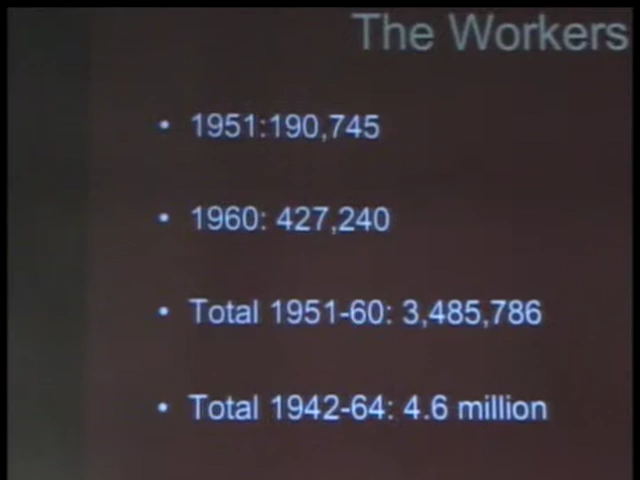 The Workers
• 1951:190,745
• 1960: 427,240
• Total 1951-60: 3,485,786
• Total 1942-64: 4.6 million